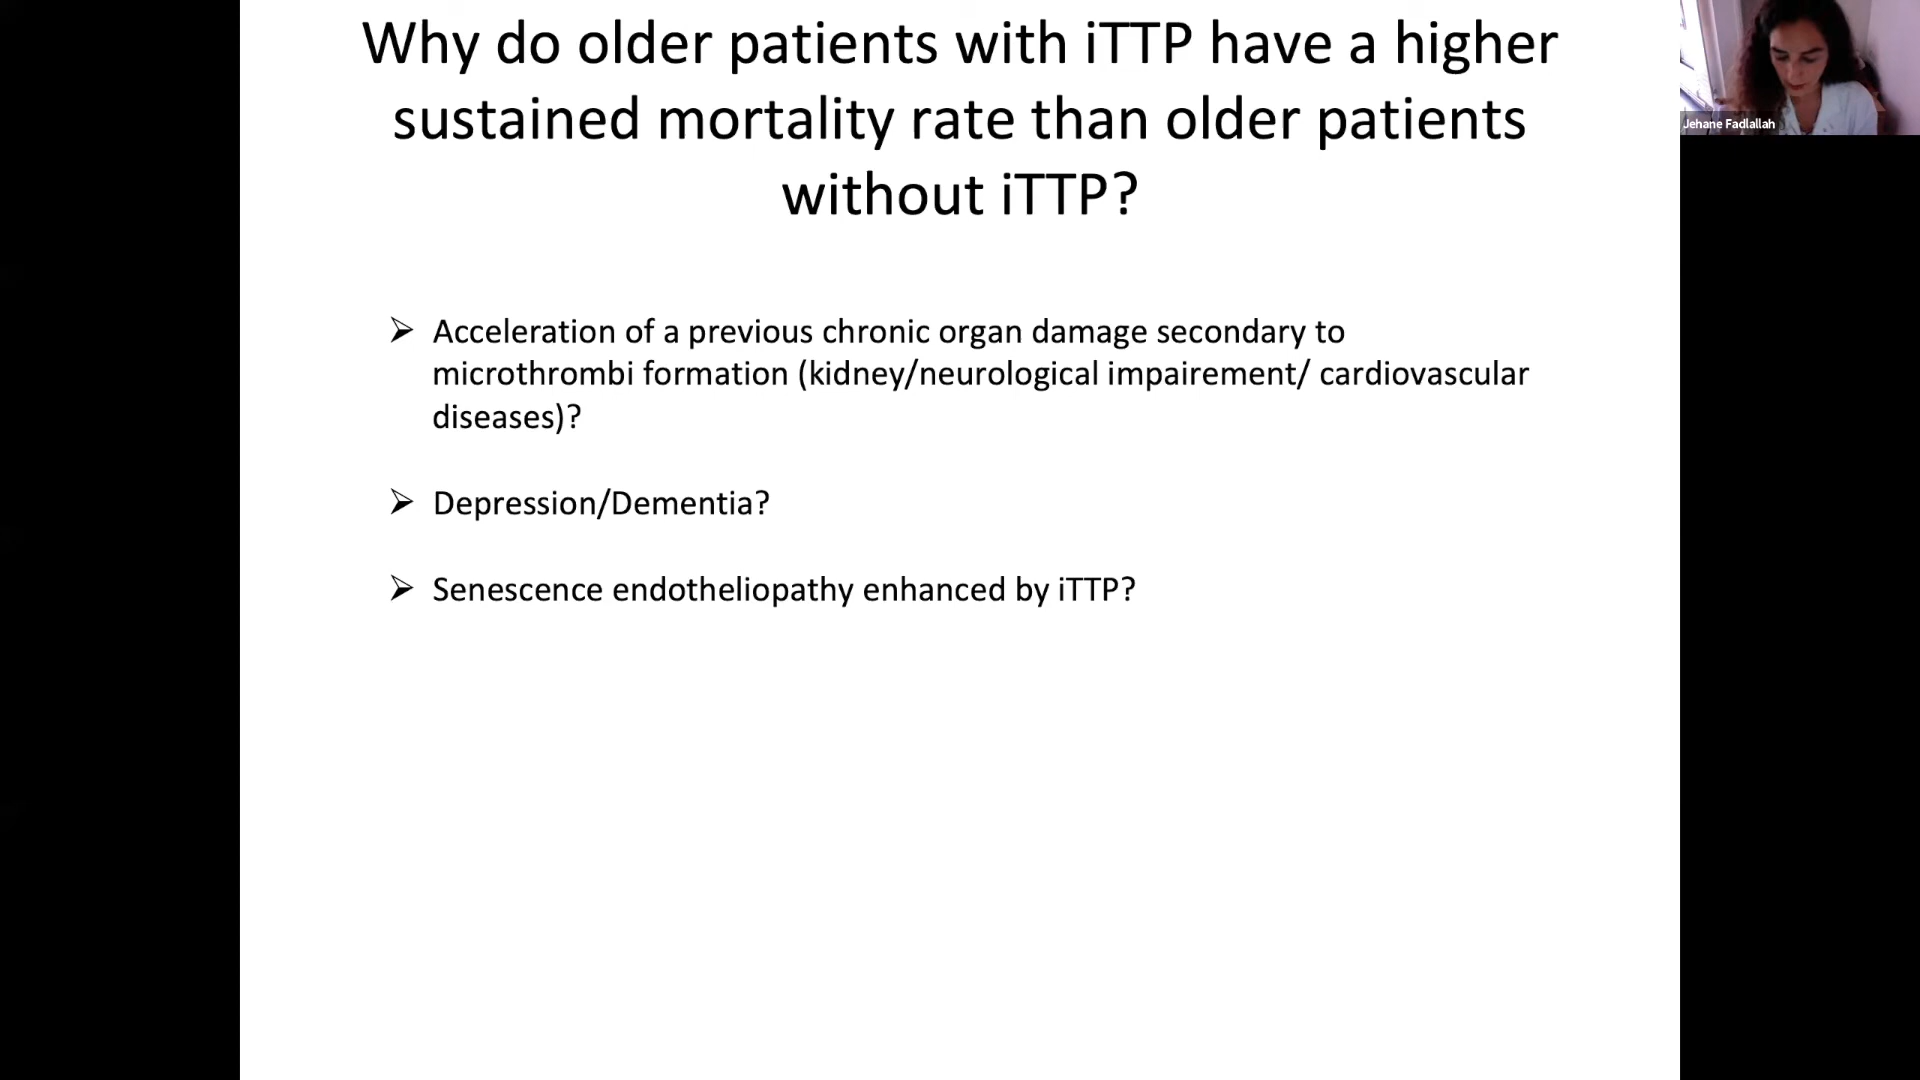 Why do older patients with iTTP have a higher
sustained mortality rate than older patients
without iTTP?
Jehane Fadlallah
➢ Acceleration of a previous chronic organ damage secondary to
microthrombi formation (kidney/neurological impairement/ cardiovascular
diseases)?
➢ Depression/Dementia?
➢ Senescence endotheliopathy enhanced by iTTP?